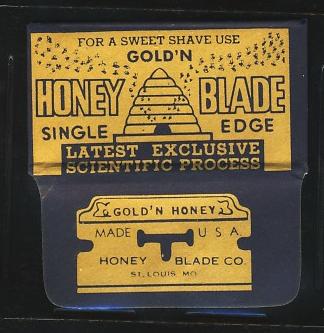 FOR A SWEET SHAVE USE
GOLD'N
HONEY BLADE
SINGLE EDGE
LATEST EXCLUSIVE
SCIENTIFIC PROCESS
GOLD'N HONEY
MADE U.S.A.
HONEY BLADE CO.
ST. LOUIS, MO.